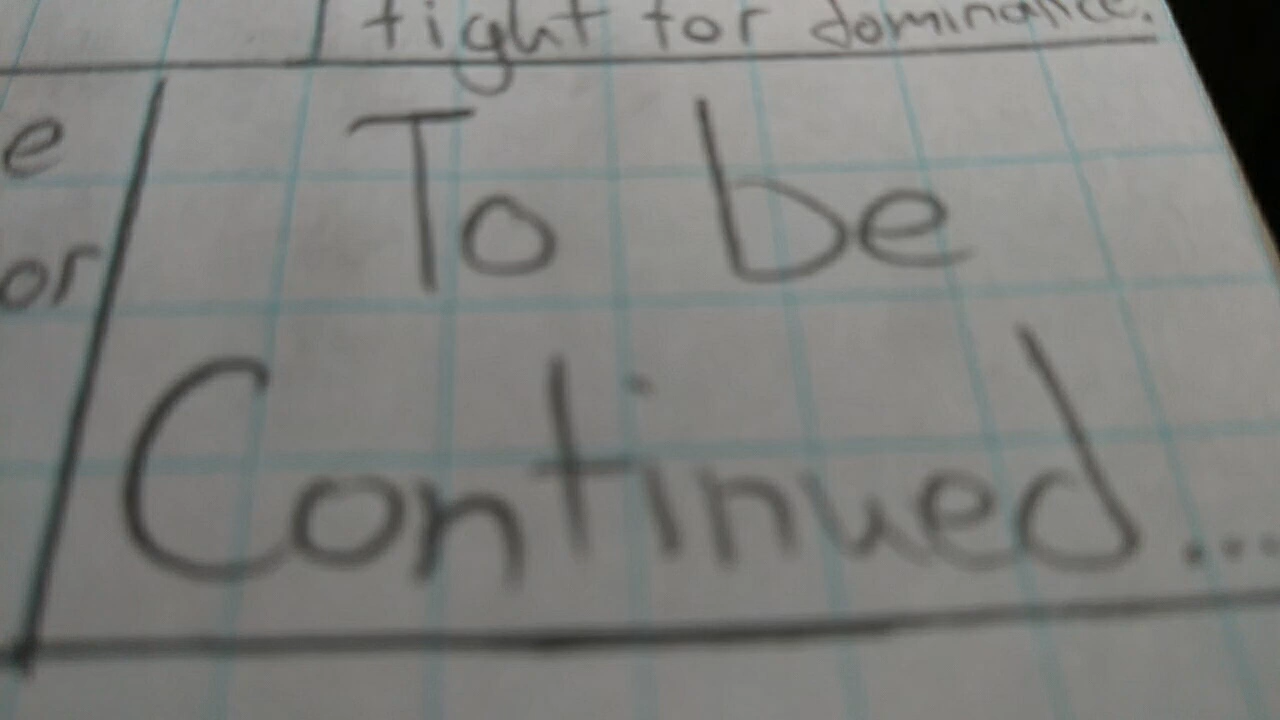 fight for dominance.
e
or
To be
Continued...